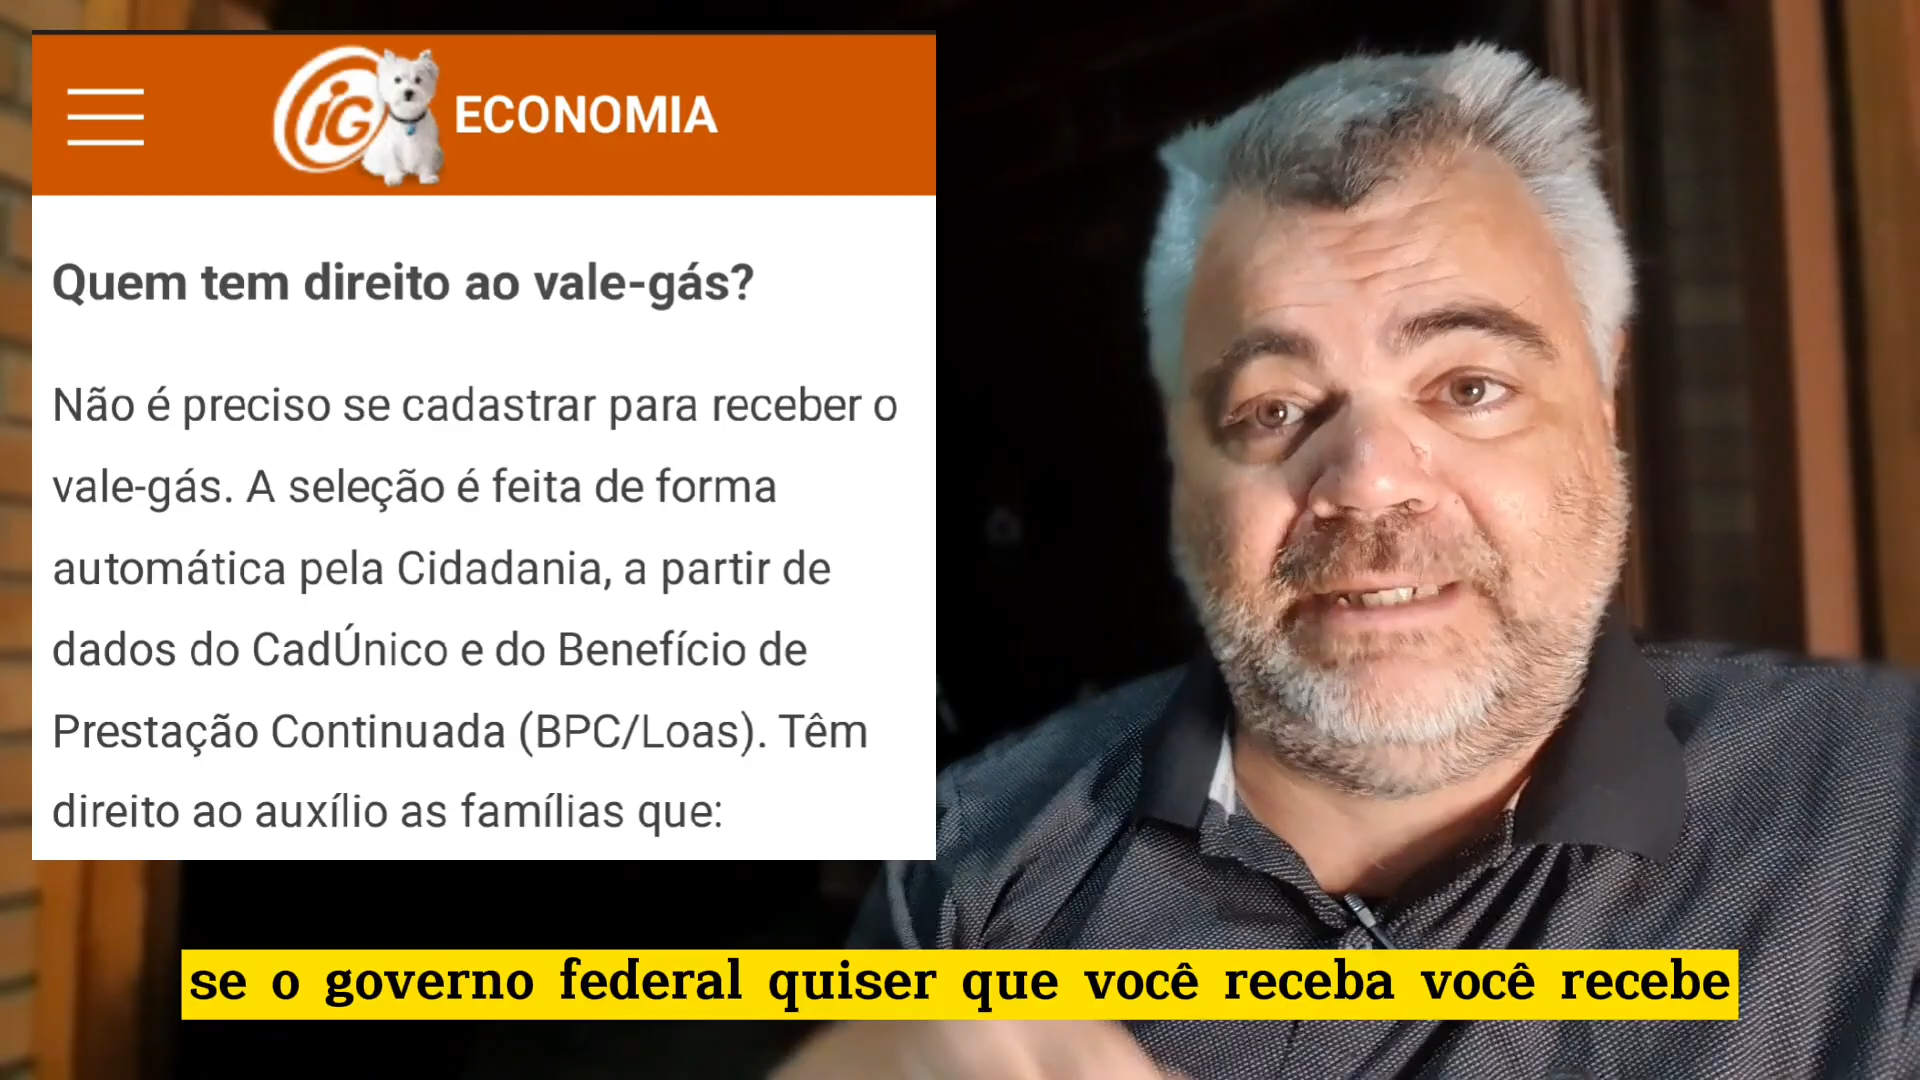 iG ECONOMIA
Quem tem direito ao vale-gás?
Não é preciso se cadastrar para receber o
vale-gás. A seleção é feita de forma
automática pela Cidadania, a partir de
dados do CadÚnico e do Benefício de
Prestação Continuada (BPC/Loas). Têm
direito ao auxílio as famílias que:
se o governo federal quiser que você receba você recebe